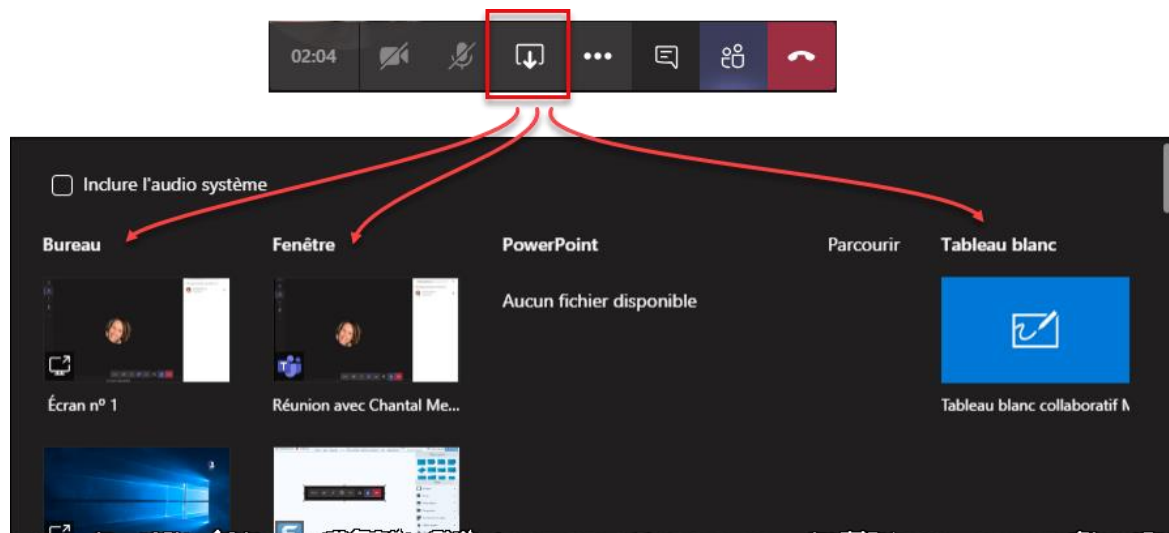 02:04
Inclure l'audio système
Bureau
Fenêtre
PowerPoint
Parcourir
Tableau blanc
Aucun fichier disponible
Écran nº 1
Réunion avec Chantal Me...
Tableau blanc collaboratif M